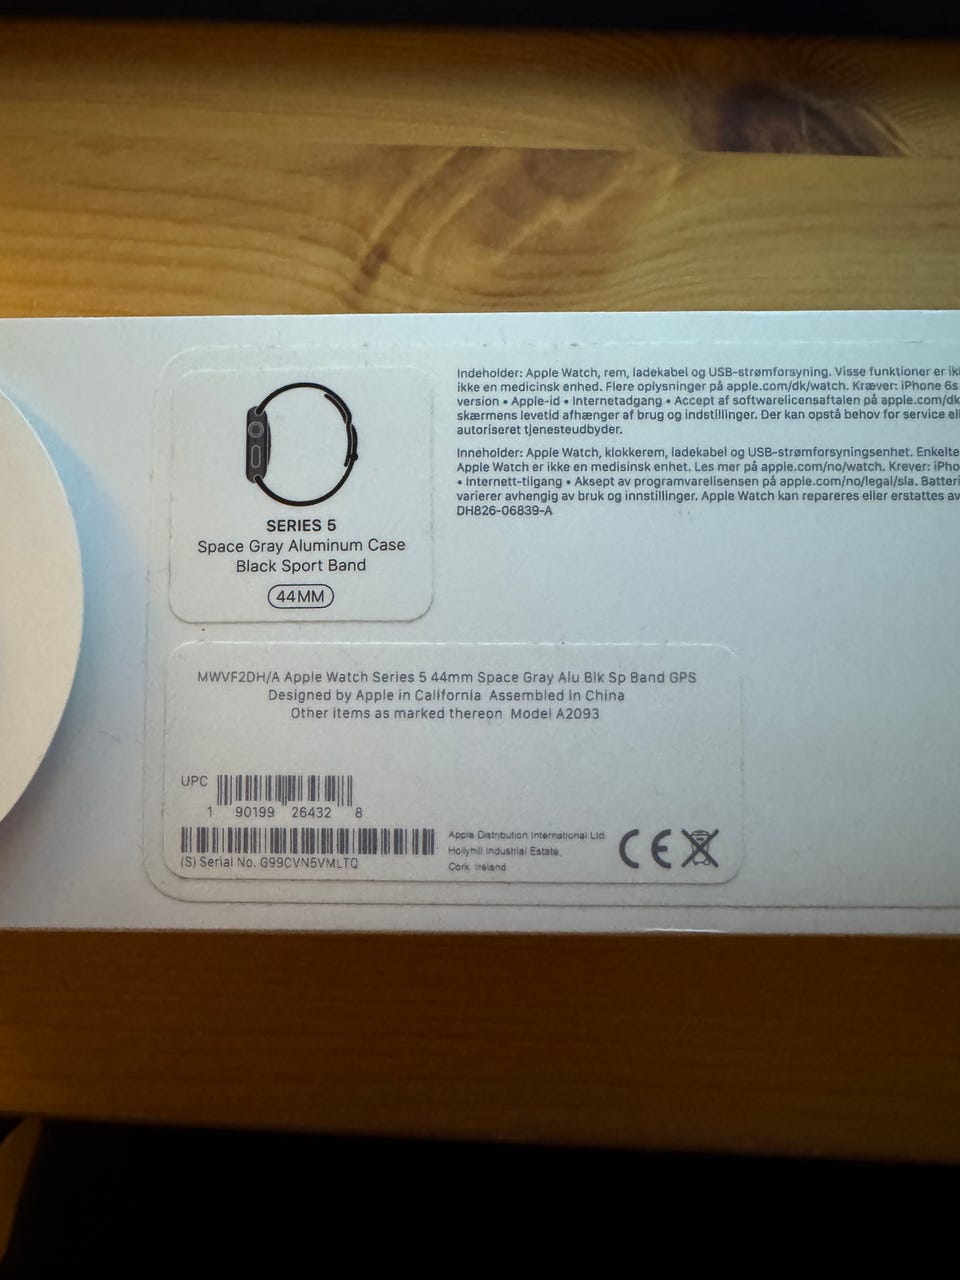 SERIES 5
Space Gray Aluminum Case
Black Sport Band
44MM
Indeholder: Apple Watch, rem, ladekabel og USB-strømforsyning. Visse funktioner er
ikke en medicinsk enhed. Flere oplysninger på apple.com/dk/watch. Kræver: iPhone 6s
version • Apple-id • Internetadgang • Accept af softwarelicensaftalen på apple.com/dk
skærmens levetid afhænger af brug og indstillinger. Der kan opstå behov for service
autoriseret tjenesteudbyder.
Inneholder: Apple Watch, klokkerem, ladekabel og USB-strømforsyningsenhet. Enkelte
Apple Watch er ikke en medisinsk enhet. Les mer på apple.com/no/watch. Krever:
• Internett-tilgang • Aksept av programvarelisensen på apple.com/no/legal/sla.
varierer avhengig av bruk og innstillinger. Apple Watch kan repareres eller erstattes av
DH826-06839-A
MWVF2DH/A Apple Watch Series 5 44mm Space Gray Alu Blk Sp Band GPS
Designed by Apple in California Assembled in China
Other items as marked thereon Model A2093
UPC
1 90199 26432 8
(S) Serial No. G99CVN5VMLTQ
Apple Distribution International Ltd.
Hollyhill Industrial Estate,
Cork, Ireland
CE